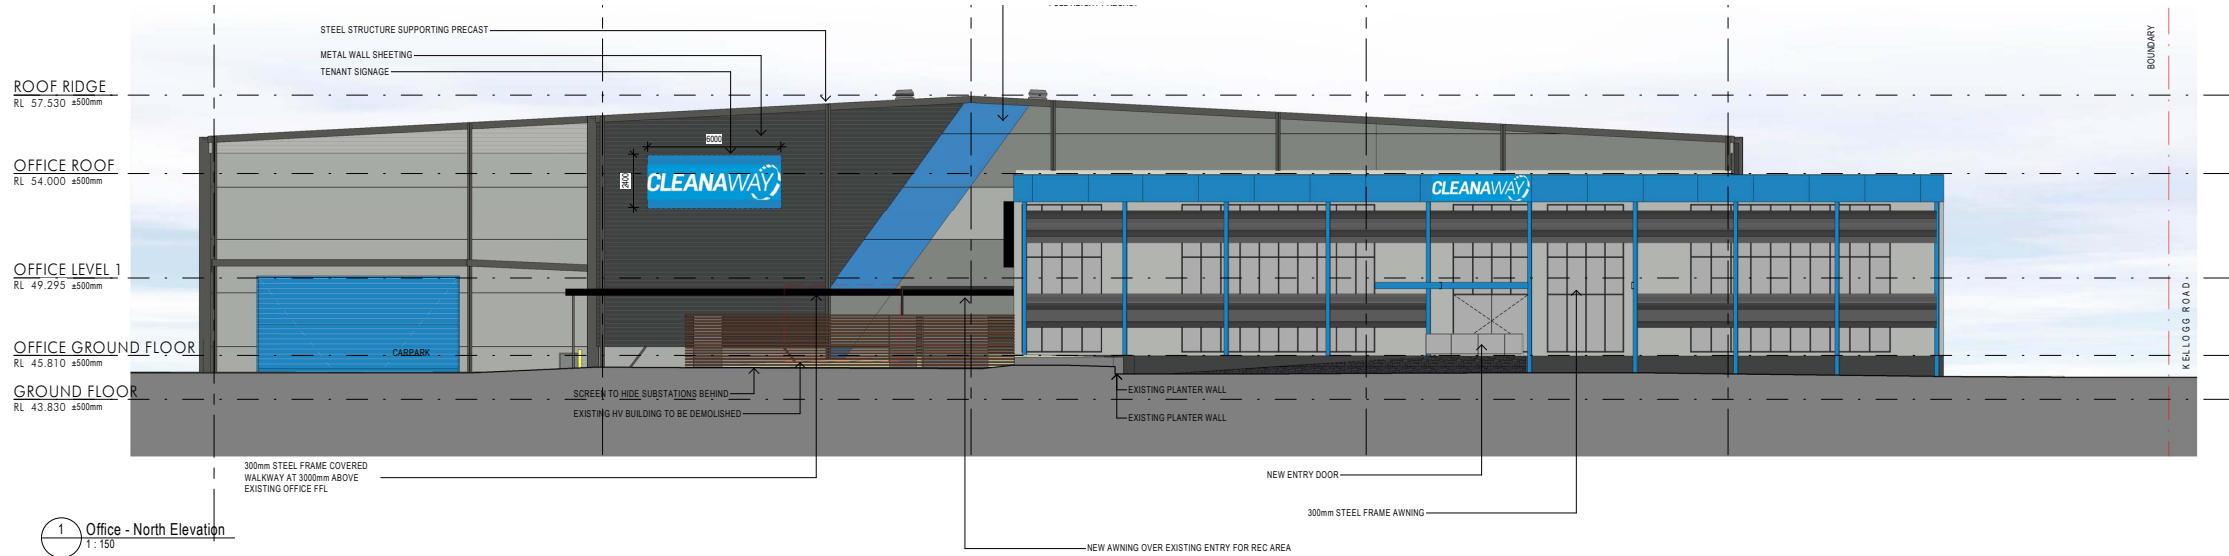 STEEL STRUCTURE SUPPORTING PRECAST
METAL WALL SHEETING
TENANT SIGNAGE
BOUNDARY
ROOF RIDGE
RL 57.530 ±500mm
6000
OFFICE ROOF
RL 54.000 ±500mm
2400
CLEANAWAY
CLEANAWAY
OFFICE LEVEL 1
RL 49.295 ±500mm
KELLOGG ROAD
OFFICE GROUND FLOOR
RL 45.810 ±500mm
CARPARK
GROUND FLOOR
RL 43.830 ±500mm
SCREEN TO HIDE SUBSTATIONS BEHIND
EXISTING HV BUILDING TO BE DEMOLISHED
EXISTING PLANTER WALL
EXISTING PLANTER WALL
300mm STEEL FRAME COVERED
WALKWAY AT 3000mm ABOVE
EXISTING OFFICE FFL
NEW ENTRY DOOR
300mm STEEL FRAME AWNING
1
Office - North Elevation
1 : 150
NEW AWNING OVER EXISTING ENTRY FOR REC AREA